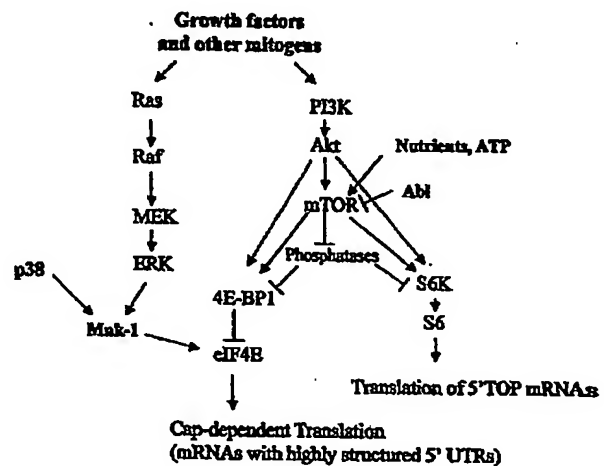 Growth factors
and other mitogens
Ras
PI3K
Raf
Akt
Nutrients, ATP
mTOR
Abl
MEK
Phosphatases
ERK
p38
4E-BP1
S6K
Mnk-1
eIF4E
S6
Translation of 5'TOP mRNAs
Cap-dependent Translation
(mRNAs with highly structured 5' UTRs)